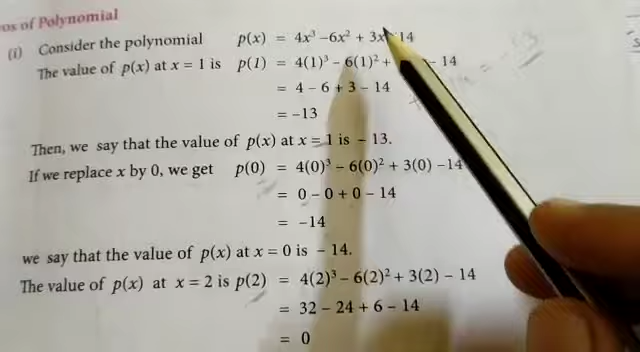 os of Polynomial
(i) Consider the polynomial p(x) = 4x³ –6x² + 3x 14
The value of p(x) at x = 1 is p(1) = 4(1)³ – 6(1)² + – 14
= 4 – 6 + 3 – 14
= –13
Then, we say that the value of p(x) at x = 1 is – 13.
If we replace x by 0, we get p(0) = 4(0)³ – 6(0)² + 3(0) –14
= 0 – 0 + 0 – 14
= –14
we say that the value of p(x) at x = 0 is – 14.
The value of p(x) at x = 2 is p(2) = 4(2)³ – 6(2)² + 3(2) – 14
= 32 – 24 + 6 – 14
= 0